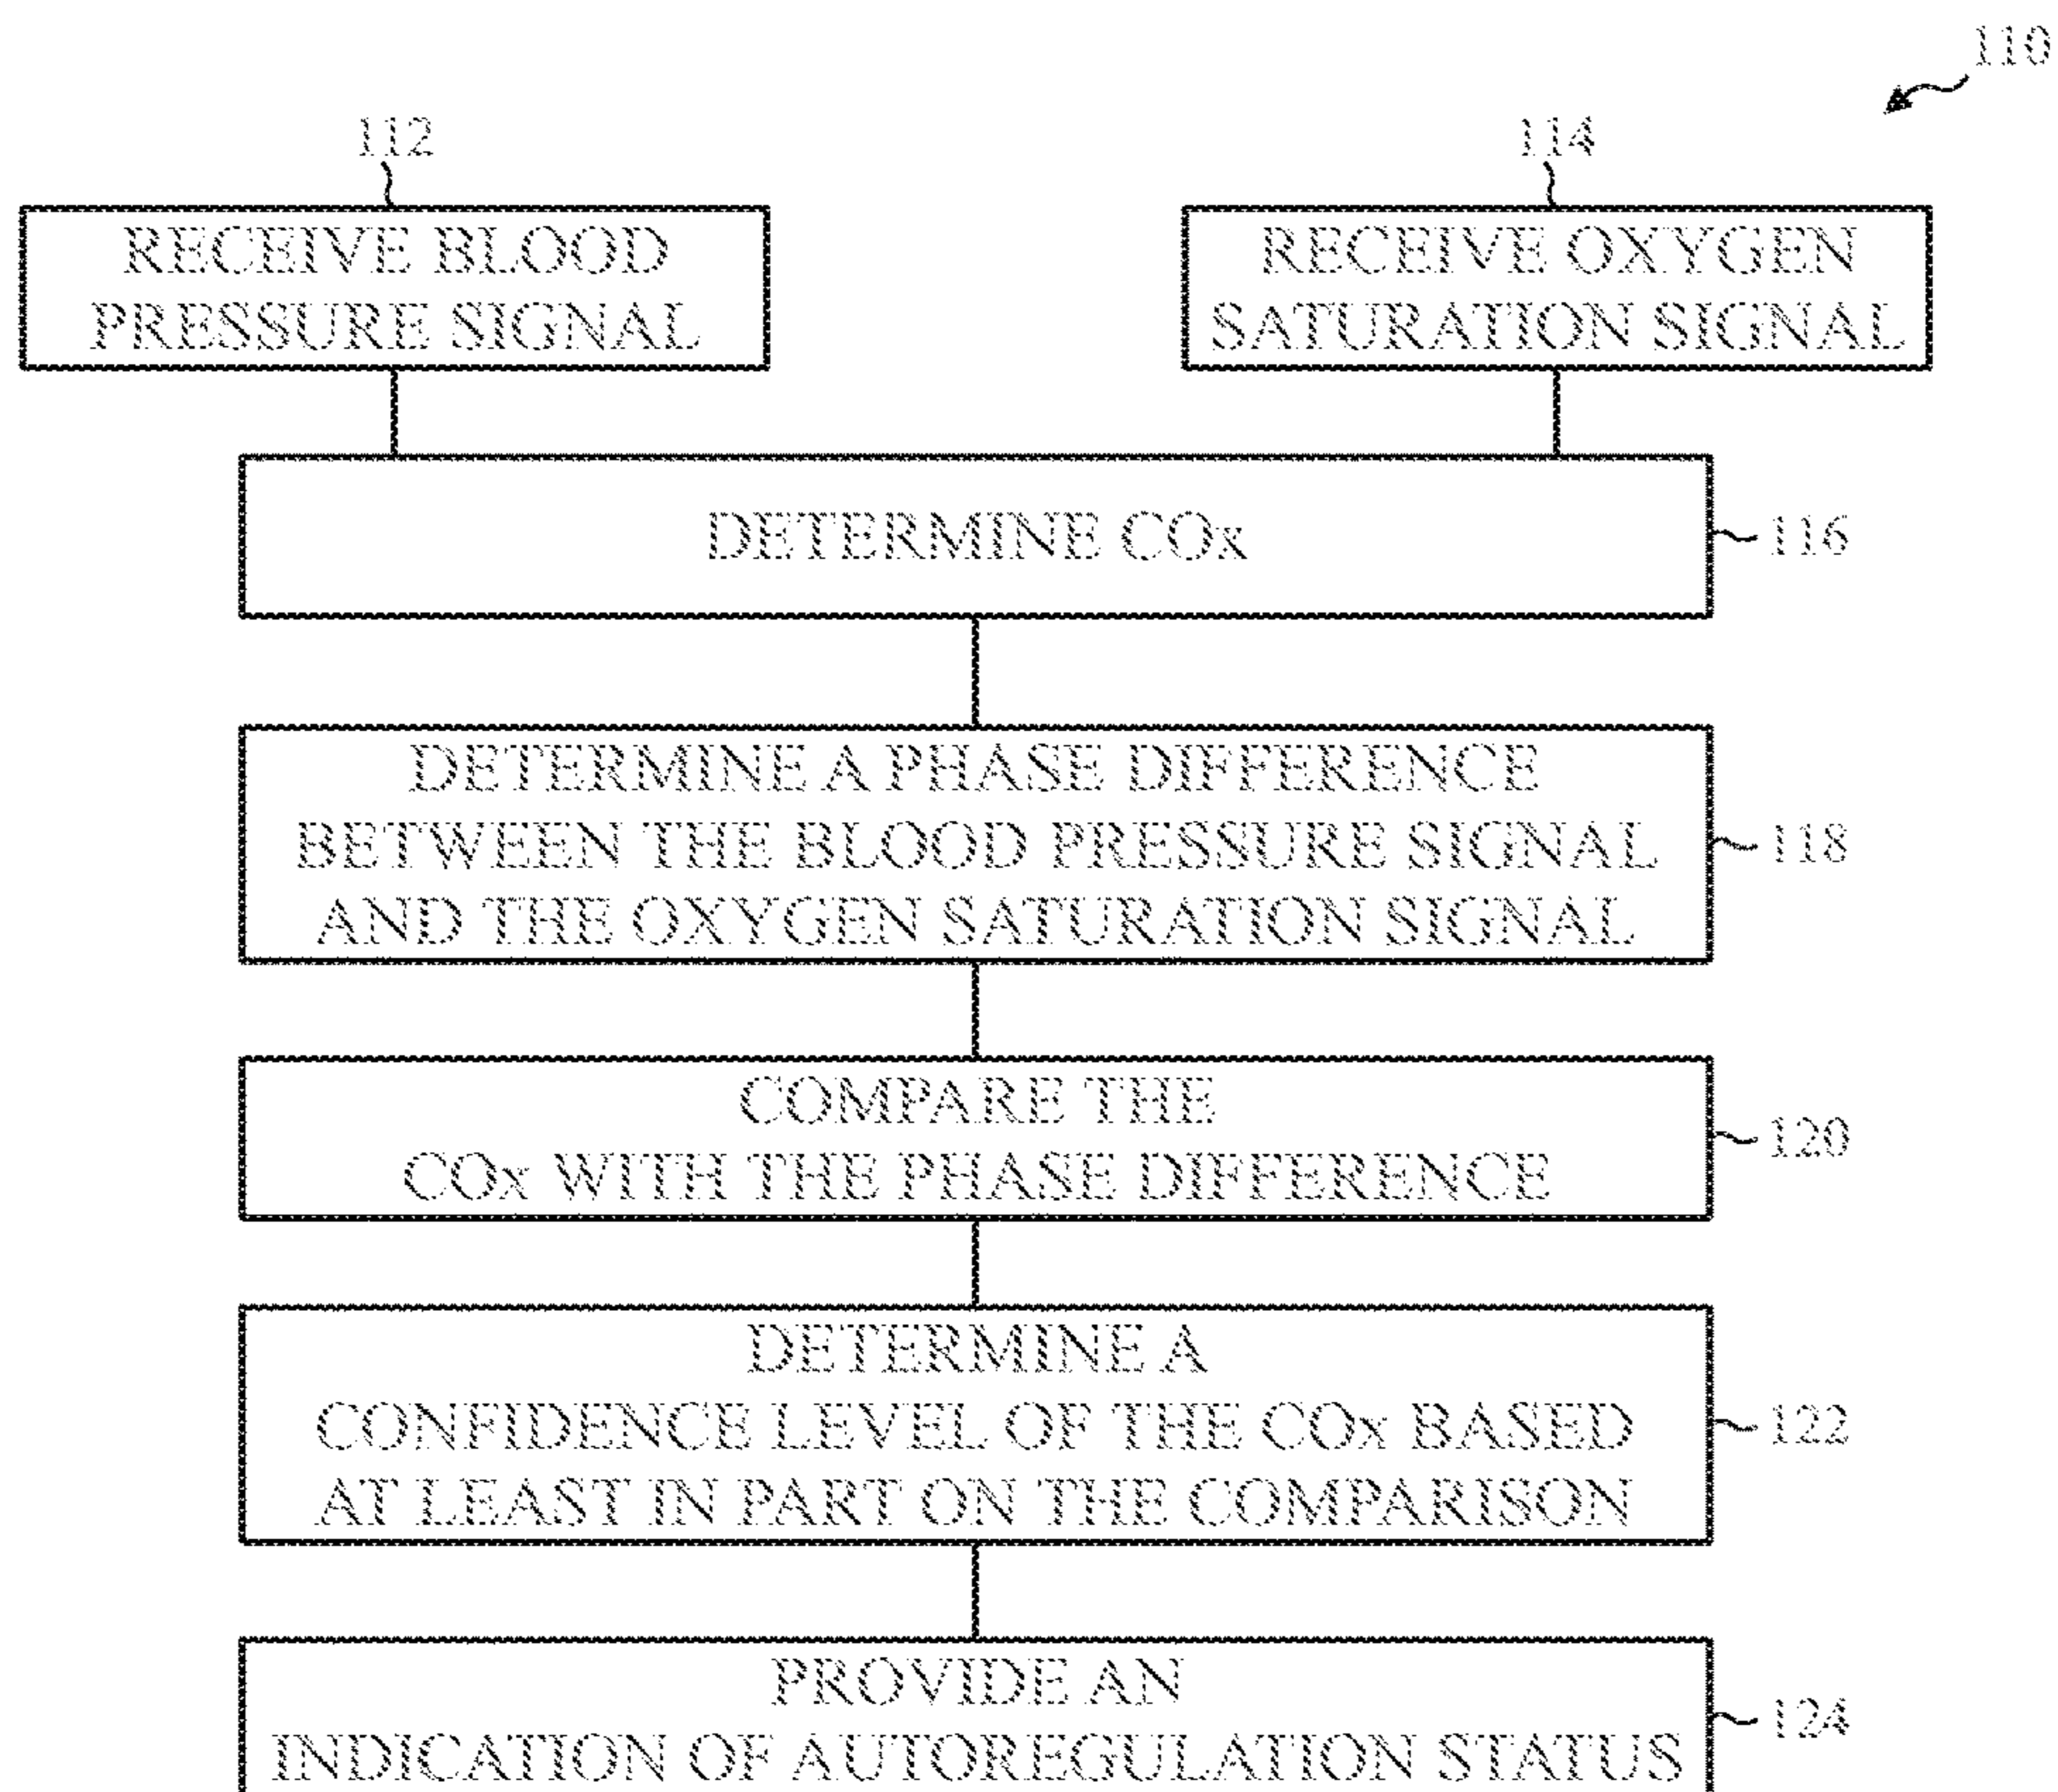 110
112
114
RECEIVE BLOOD
PRESSURE SIGNAL
RECEIVE OXYGEN
SATURATION SIGNAL
DETERMINE COx
116
DETERMINE A PHASE DIFFERENCE
BETWEEN THE BLOOD PRESSURE SIGNAL
AND THE OXYGEN SATURATION SIGNAL
118
COMPARE THE
COx WITH THE PHASE DIFFERENCE
120
DETERMINE A
CONFIDENCE LEVEL OF THE COx BASED
AT LEAST IN PART ON THE COMPARISON
122
PROVIDE AN
INDICATION OF AUTOREGULATION STATUS
124